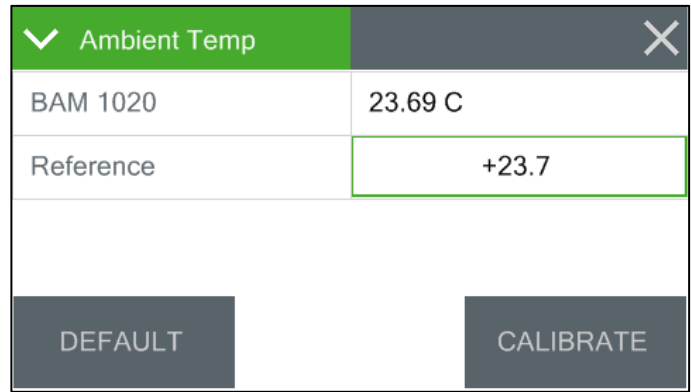 Ambient Temp
BAM 1020 23.69 C
Reference +23.7
DEFAULT CALIBRATE